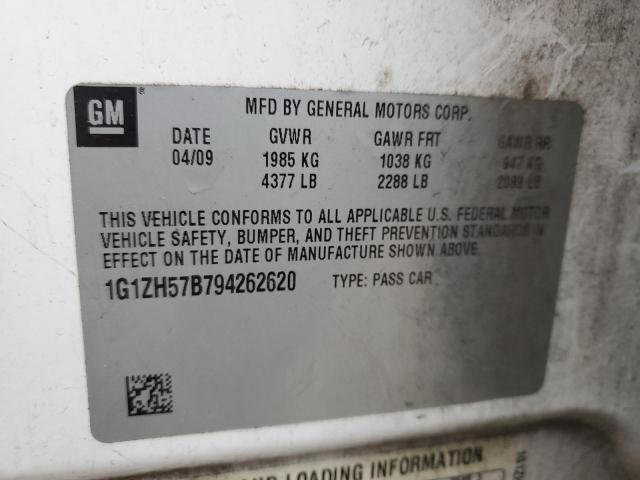 GM ®
MFD BY GENERAL MOTORS CORP.
DATE GVWR GAWR FRT GAWR RR
04/09 1985 KG 1038 KG 947 KG
4377 LB 2288 LB 2089 LB
THIS VEHICLE CONFORMS TO ALL APPLICABLE U.S. FEDERAL MOTOR
VEHICLE SAFETY, BUMPER, AND THEFT PREVENTION STANDARDS IN
EFFECT ON THE DATE OF MANUFACTURE SHOWN ABOVE.
1G1ZH57B794262620 TYPE: PASS CAR
LOADING INFORMATION